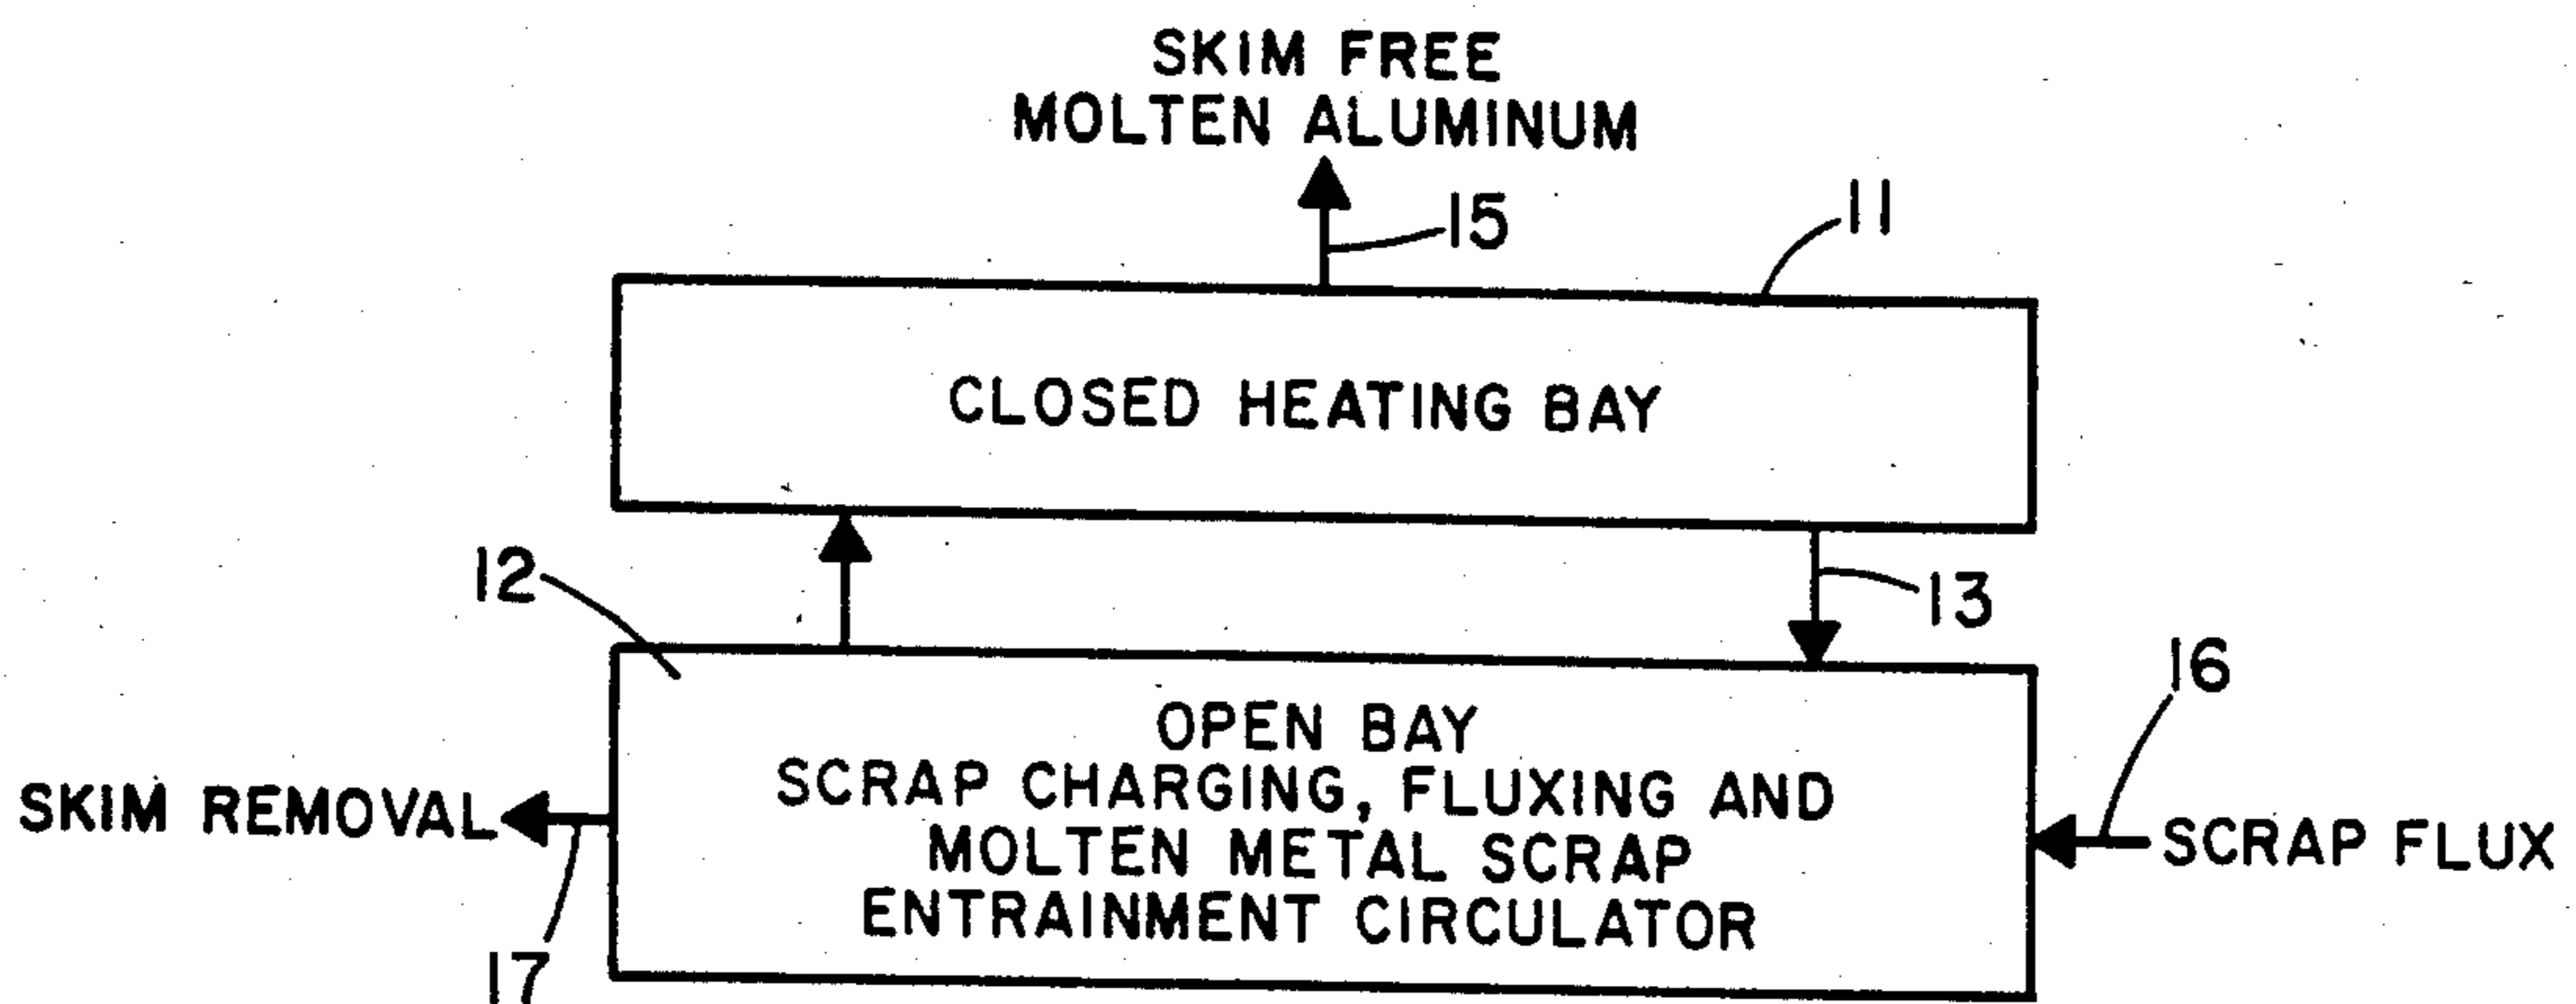 SKIM FREE
MOLTEN ALUMINUM
15
11
CLOSED HEATING BAY
12
13
16
OPEN BAY
SCRAP CHARGING, FLUXING AND
MOLTEN METAL SCRAP
ENTRAINMENT CIRCULATOR
SKIM REMOVAL
SCRAP FLUX
17